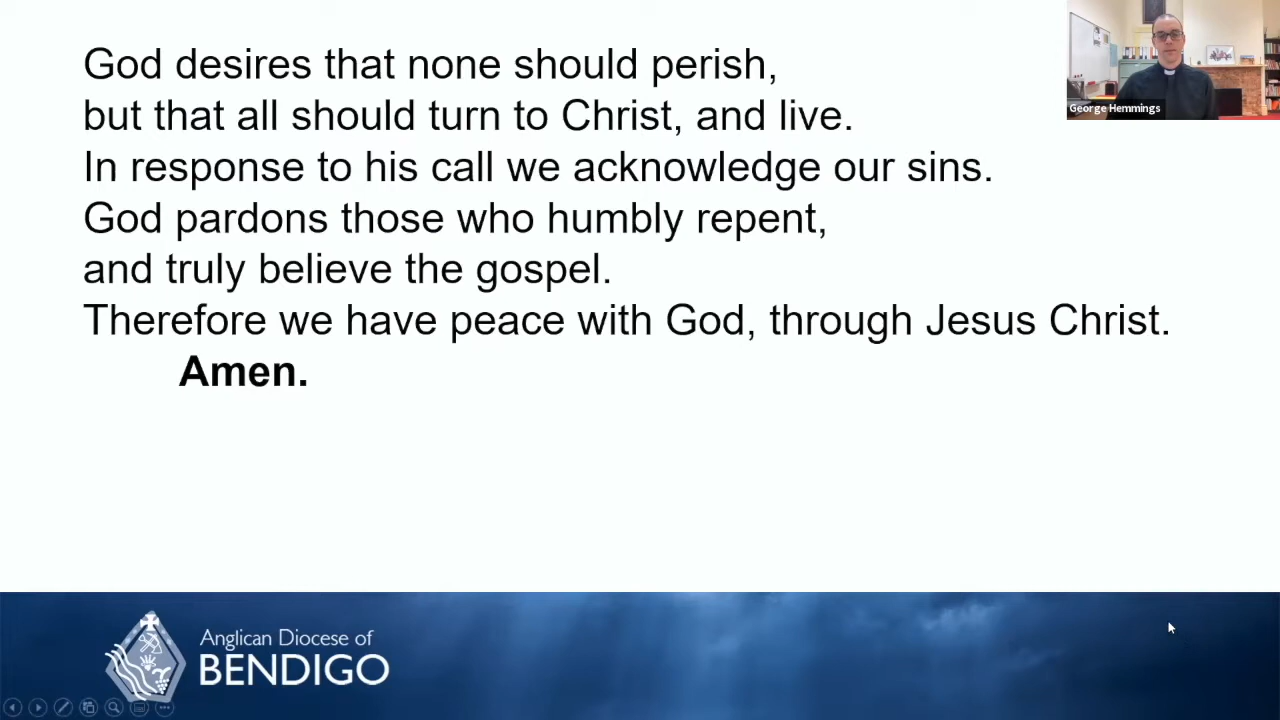 God desires that none should perish,
but that all should turn to Christ, and live.
In response to his call we acknowledge our sins.
God pardons those who humbly repent,
and truly believe the gospel.
Therefore we have peace with God, through Jesus Christ.
Amen.
George Hemmings
Anglican Diocese of
BENDIGO